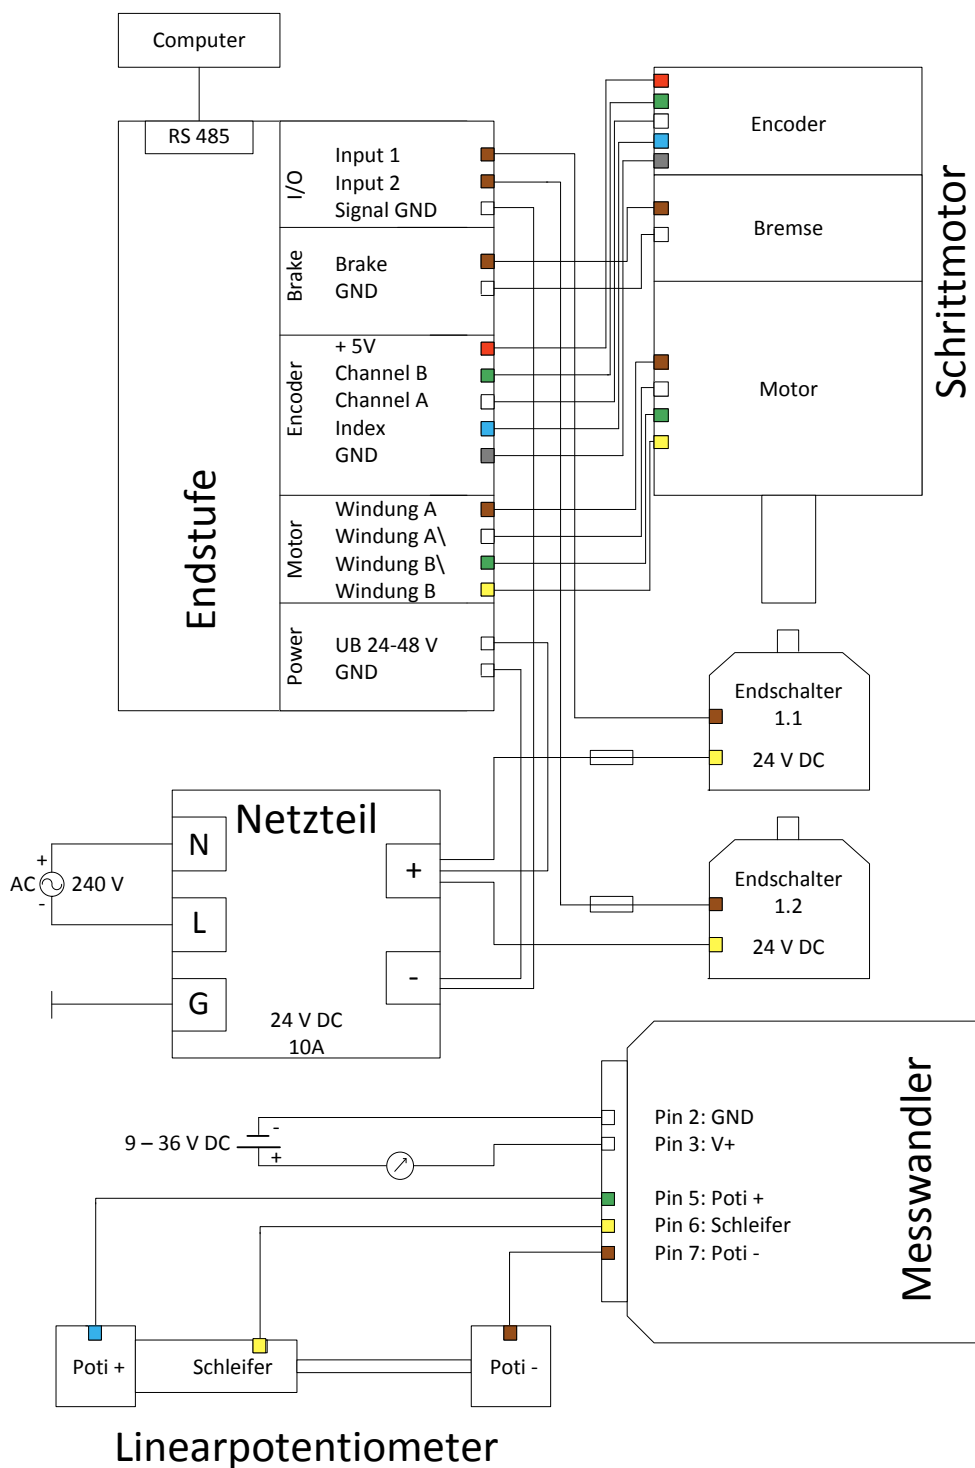 Computer
RS 485
I/O
Input 1
Input 2
Signal GND
Brake
Brake
GND
Encoder
+ 5V
Channel B
Channel A
Index
GND
Motor
Windung A
Windung A\
Windung B\
Windung B
Power
UB 24-48 V
GND
Endstufe
Encoder
Bremse
Motor
Schrittmotor
Endschalter
1.1
24 V DC
Endschalter
1.2
24 V DC
Netzteil
N
L
G
+
-
24 V DC
10A
+
AC
240 V
-
Messwandler
Pin 2: GND
Pin 3: V+
Pin 5: Poti +
Pin 6: Schleifer
Pin 7: Poti -
-
9 – 36 V DC
+
Poti +
Schleifer
Poti -
Linearpotentiometer